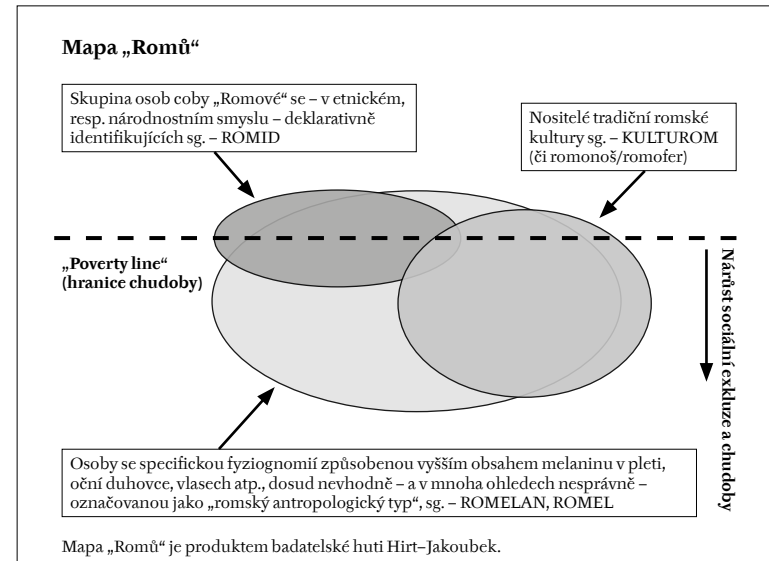 Mapa „Romů“
Skupina osob coby „Romové“ se – v etnickém,
resp. národnostním smyslu – deklarativně
identifikujících sg. – ROMID
Nositelé tradiční romské
kultury sg. – KULTUROM
(či romonoš/romofer)
„Poverty line“
(hranice chudoby)
Nárůst sociální exkluze a chudoby
Osoby se specifickou fyziognomií způsobenou vyšším obsahem melaninu v pleti,
oční duhovce, vlasech atp., dosud nevhodně – a v mnoha ohledech nesprávně –
označovanou jako „romský antropologický typ“, sg. – ROMELAN, ROMEL
Mapa „Romů“ je produktem badatelské huti Hirt–Jakoubek.